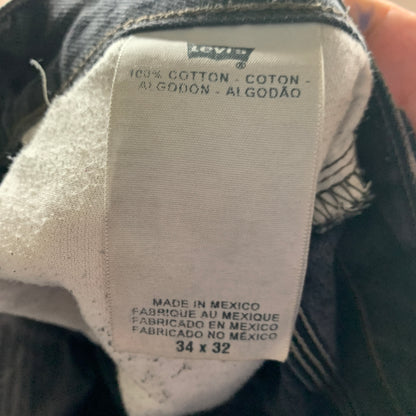 Levi's
®
100% COTTON - COTON -
ALGODON - ALGODÃO
MADE IN MEXICO
FABRIQUE AU MEXIQUE
FABRICADO EN MEXICO
FABRICADO NO MÉXICO
34 x 32